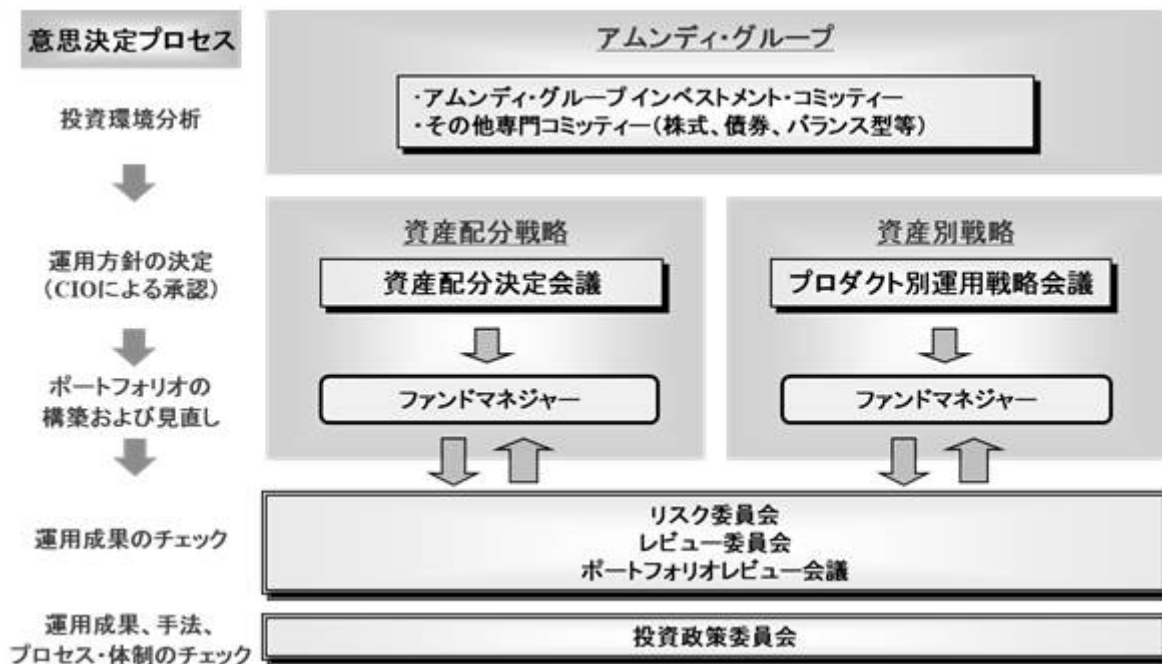 意思決定プロセス
アムンディ・グループ
投資環境分析
・アムンディ・グループ インベストメント・コミッティー
・その他専門コミッティー(株式、債券、バランス型等)
運用方針の決定
(CIOによる承認)
資産配分戦略
資産配分決定会議
資産別戦略
プロダクト別運用戦略会議
ポートフォリオの
構築および見直し
ファンドマネジャー
ファンドマネジャー
運用成果のチェック
リスク委員会
レビュー委員会
ポートフォリオレビュー会議
運用成果、手法、
プロセス・体制のチェック
投資政策委員会